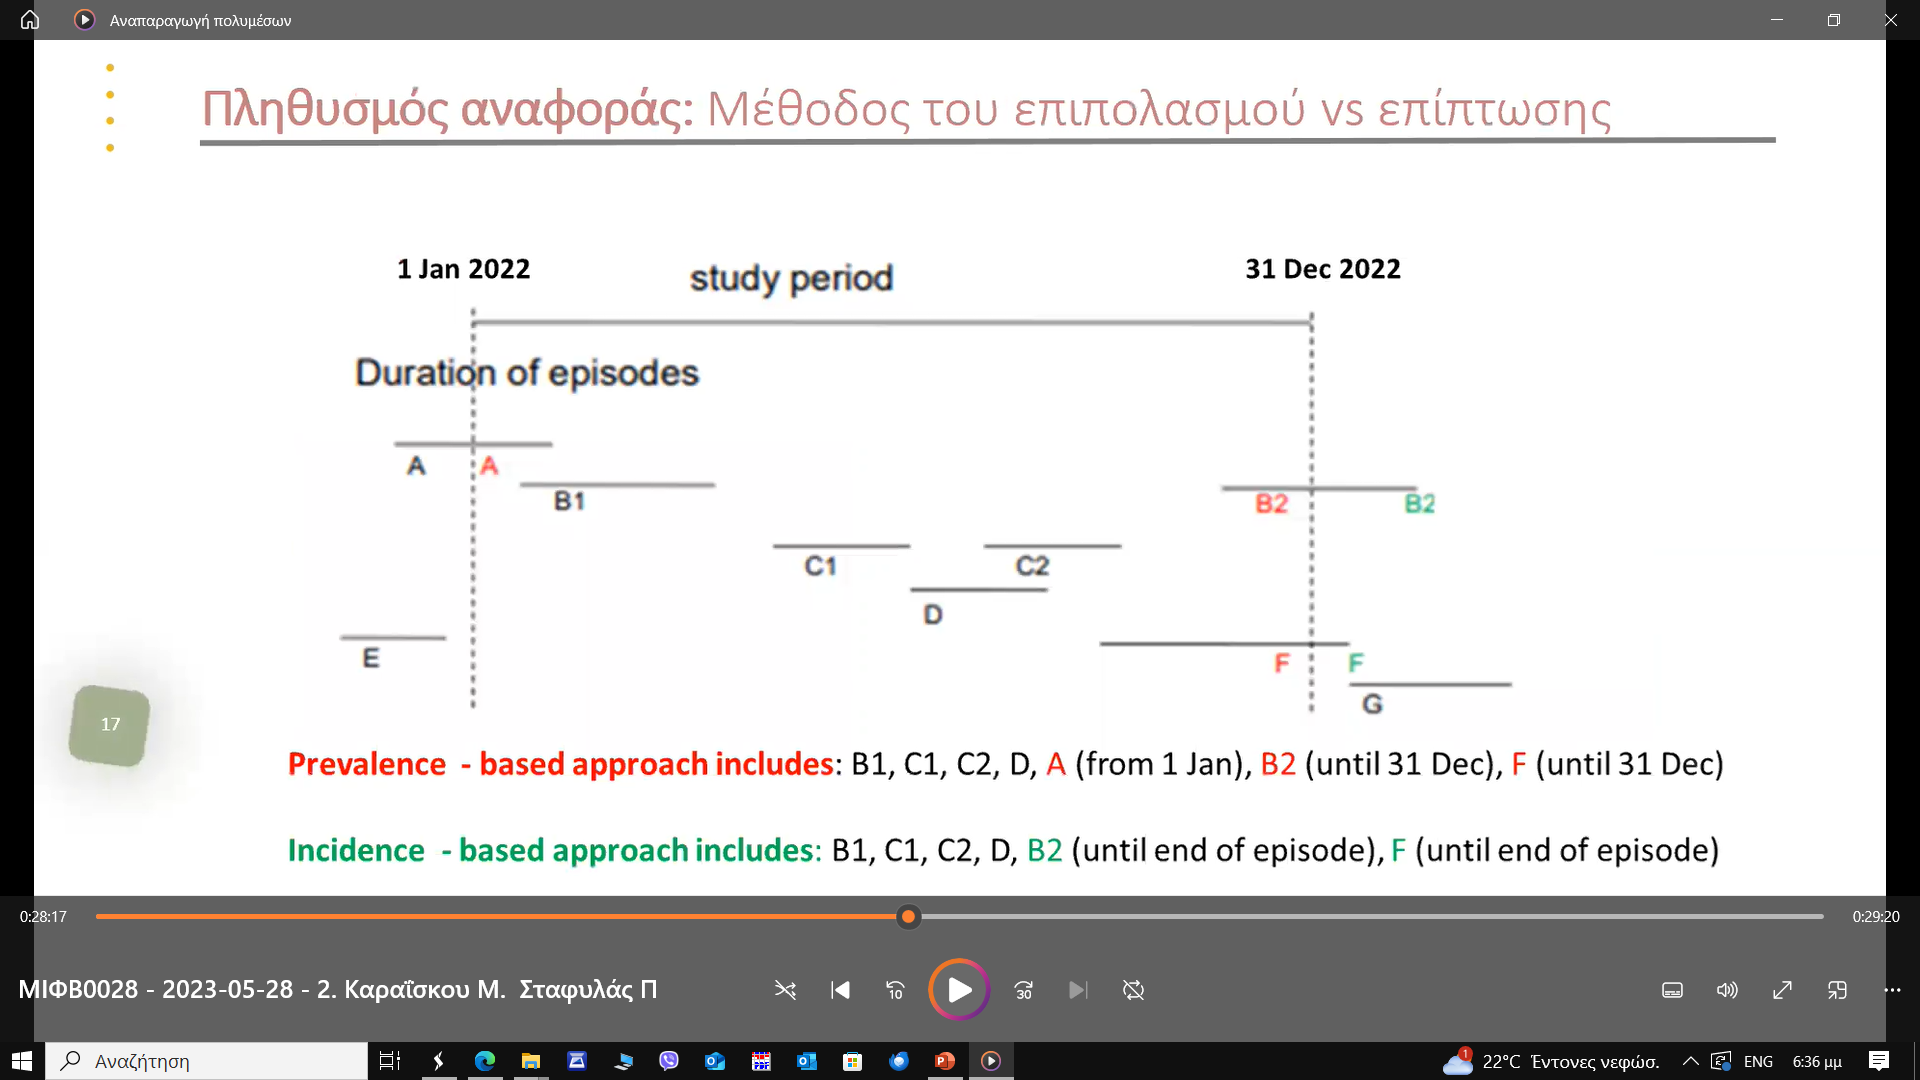 Αναπαραγωγή πολυμέσων
Πληθυσμός αναφοράς: Μέθοδος του επιπολασμού vs επίπτωσης
1 Jan 2022
study period
31 Dec 2022
Duration of episodes
A
A
B1
B2
B2
C1
C2
D
E
F
F
G
17
Prevalence - based approach includes: B1, C1, C2, D, A (from 1 Jan), B2 (until 31 Dec), F (until 31 Dec)
Incidence - based approach includes: B1, C1, C2, D, B2 (until end of episode), F (until end of episode)
0:28:17
0:29:20
ΜΙΦΒ0028 - 2023-05-28 - 2. Καραΐσκου Μ. Σταφυλάς Π
10
30
Αναζήτηση
1
22°C Έντονες νεφώσ.
ENG
6:36 μμ